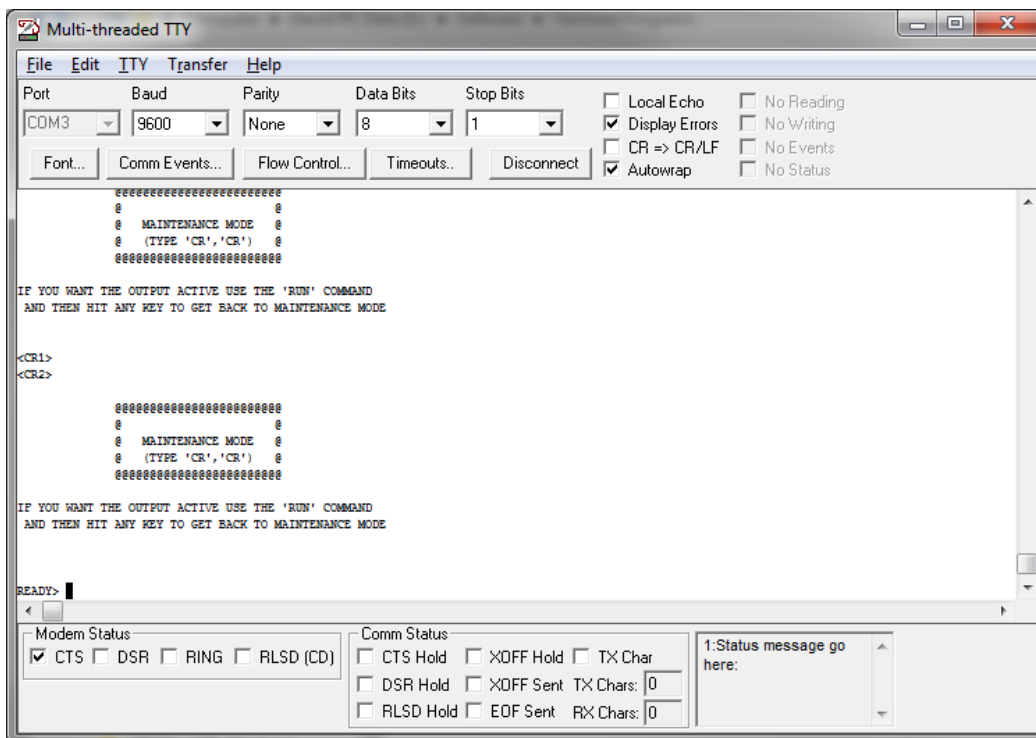 Multi-threaded TTY
File Edit TTY Transfer Help
Port Baud Parity Data Bits Stop Bits
COM3 9600 None 8 1
Local Echo No Reading
Display Errors No Writing
CR => CR/LF No Events
Autowrap No Status
Font... Comm Events... Flow Control... Timeouts.. Disconnect
@@@@@@@@@@@@@@@@@@@@@@@@
@ @
@ MAINTENANCE MODE @
@ (TYPE 'CR','CR') @
@@@@@@@@@@@@@@@@@@@@@@@@
IF YOU WANT THE OUTPUT ACTIVE USE THE 'RUN' COMMAND
AND THEN HIT ANY KEY TO GET BACK TO MAINTENANCE MODE
<CR1>
<CR2>
@@@@@@@@@@@@@@@@@@@@@@@@
@ @
@ MAINTENANCE MODE @
@ (TYPE 'CR','CR') @
@@@@@@@@@@@@@@@@@@@@@@@@
IF YOU WANT THE OUTPUT ACTIVE USE THE 'RUN' COMMAND
AND THEN HIT ANY KEY TO GET BACK TO MAINTENANCE MODE
READY>
Modem Status
CTS DSR RING RLSD (CD)
Comm Status
CTS Hold XOFF Hold TX Char
DSR Hold XOFF Sent TX Chars: 0
RLSD Hold EOF Sent RX Chars: 0
1:Status message go
here: